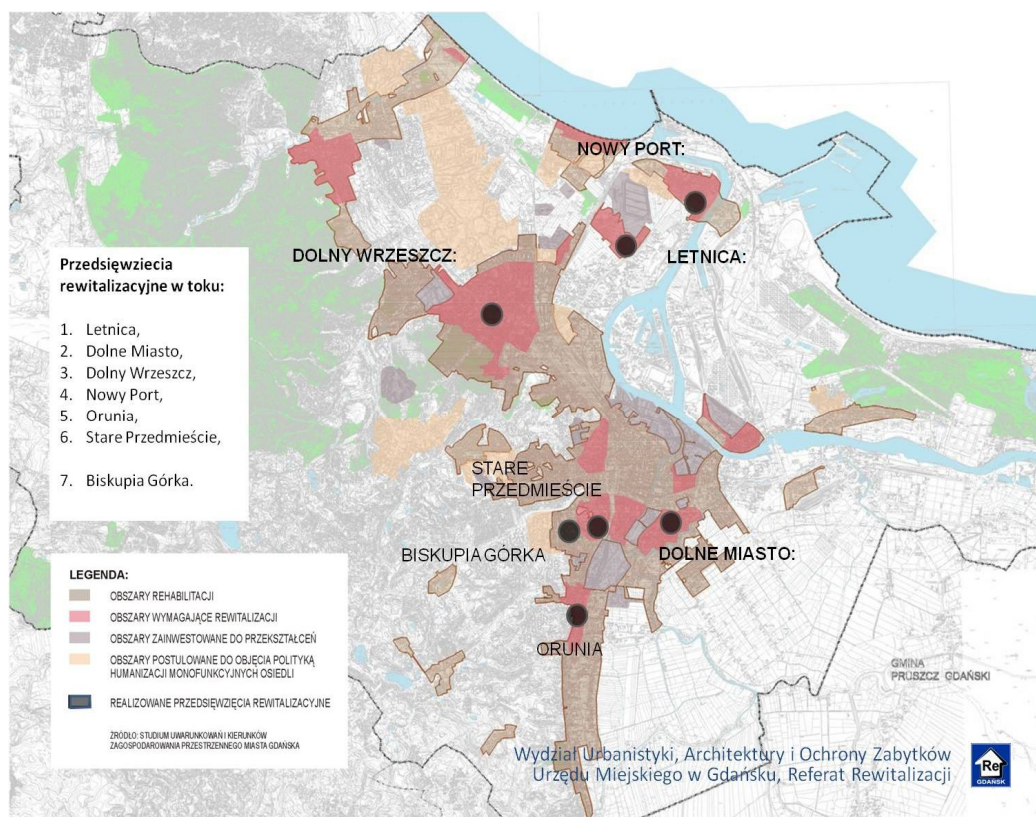 NOWY PORT:
DOLNY WRZESZCZ:
LETNICA:
Przedsięwziecia
rewitalizacyjne w toku:
1. Letnica,
2. Dolne Miasto,
3. Dolny Wrzeszcz,
4. Nowy Port,
5. Orunia,
6. Stare Przedmieście,
7. Biskupia Górka.
STARE
PRZEDMIEŚCIE
BISKUPIA GÓRKA
DOLNE MIASTO:
ORUNIA
LEGENDA:
OBSZARY REHABILITACJI
OBSZARY WYMAGAJĄCE REWITALIZACJI
OBSZARY ZAINWESTOWANE DO PRZEKSZTAŁCEŃ
OBSZARY POSTULOWANE DO OBJĘCIA POLITYKĄ
HUMANIZACJI MONOFUNKCYJNYCH OSIEDLI
REALIZOWANE PRZEDSIĘWZIĘCIA REWITALIZACYJNE
ŹRÓDŁO: STUDIUM UWARUNKOWAŃ I KIERUNKÓW
ZAGOSPODAROWANIA PRZESTRZENNEGO MIASTA GDAŃSKA
GMINA
PRUSZCZ GDAŃSKI
Wydział Urbanistyki, Architektury i Ochrony Zabytków
Urzędu Miejskiego w Gdańsku, Referat Rewitalizacji
Re
GDAŃSK